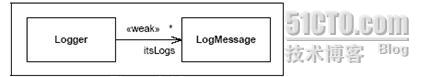 «weak» *
Logger
LogMessage
itsLogs
51CTO.com
技术博客 Blog